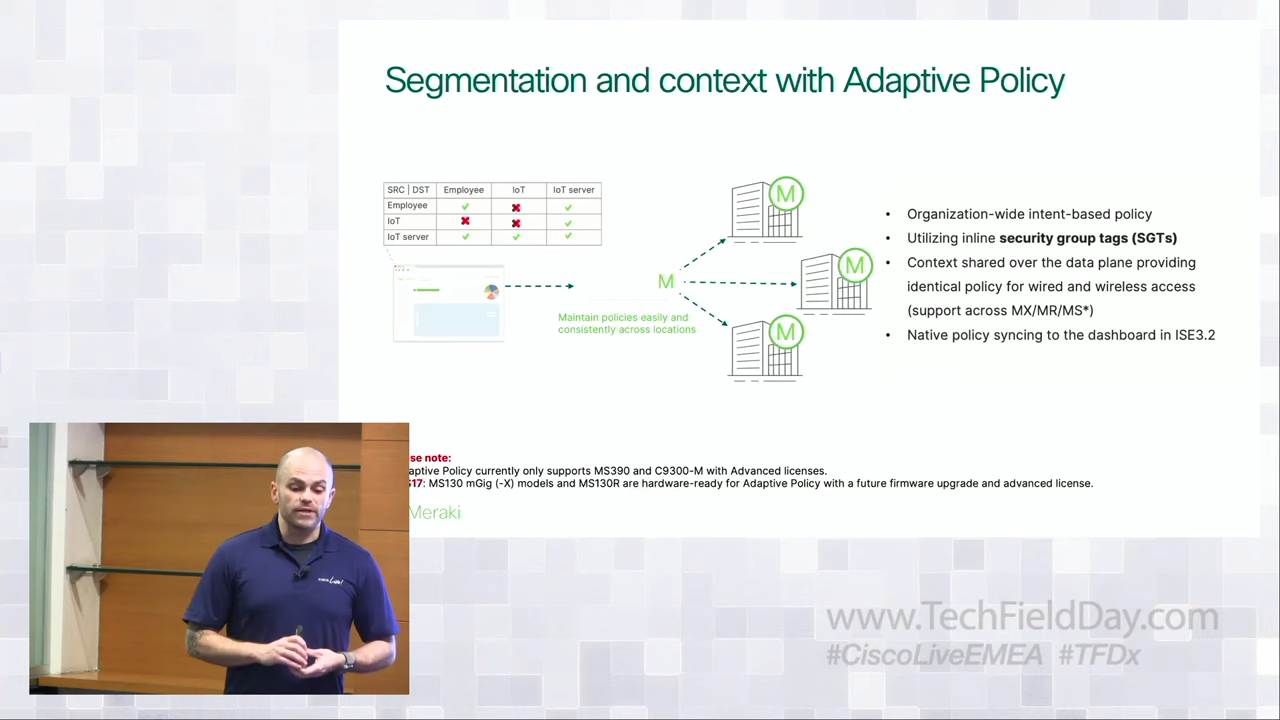 Segmentation and context with Adaptive Policy
SRC | DST Employee IoT IoT server
Employee
IoT
IoT server
M
M
M
M
Maintain policies easily and
consistently across locations
• Organization-wide intent-based policy
• Utilizing inline security group tags (SGTs)
• Context shared over the data plane providing
identical policy for wired and wireless access
(support across MX/MR/MS*)
• Native policy syncing to the dashboard in ISE3.2
se note:
aptive Policy currently only supports MS390 and C9300-M with Advanced licenses.
17: MS130 mGig (-X) models and MS130R are hardware-ready for Adaptive Policy with a future firmware upgrade and advanced license.
Meraki
CISCO Live!
www.TechFieldDay.com
#CiscoLiveEMEA #TFDx